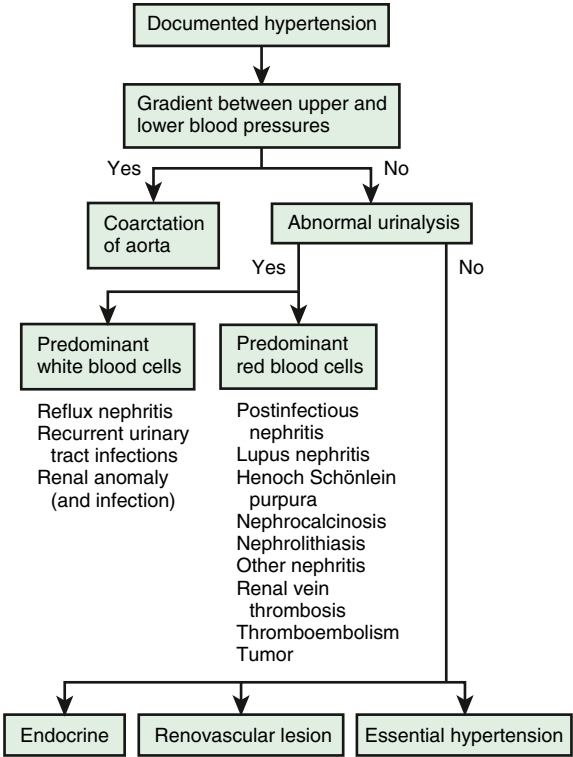 Documented hypertension
Gradient between upper and
lower blood pressures
Yes
No
Coarctation
of aorta
Abnormal urinalysis
Yes
No
Predominant
white blood cells
Predominant
red blood cells
Reflux nephritis
Recurrent urinary
tract infections
Renal anomaly
(and infection)
Postinfectious
nephritis
Lupus nephritis
Henoch Schönlein
purpura
Nephrocalcinosis
Nephrolithiasis
Other nephritis
Renal vein
thrombosis
Thromboembolism
Tumor
Endocrine
Renovascular lesion
Essential hypertension